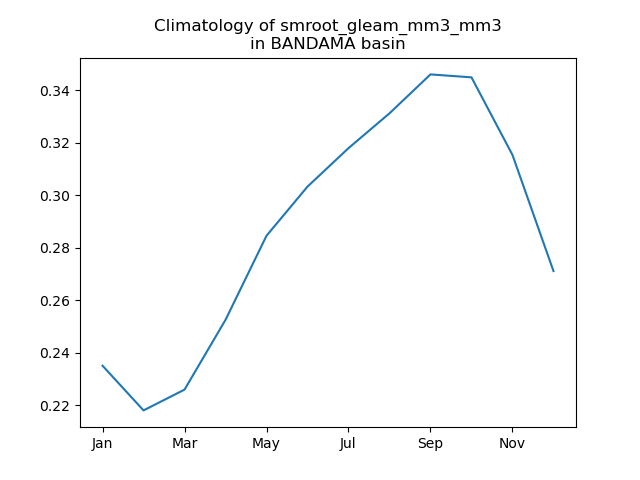 Climatology of smroot_gleam_mm3_mm3
in BANDAMA basin
0.34
0.32
0.30
0.28
0.26
0.24
0.22
Jan
Mar
May
Jul
Sep
Nov